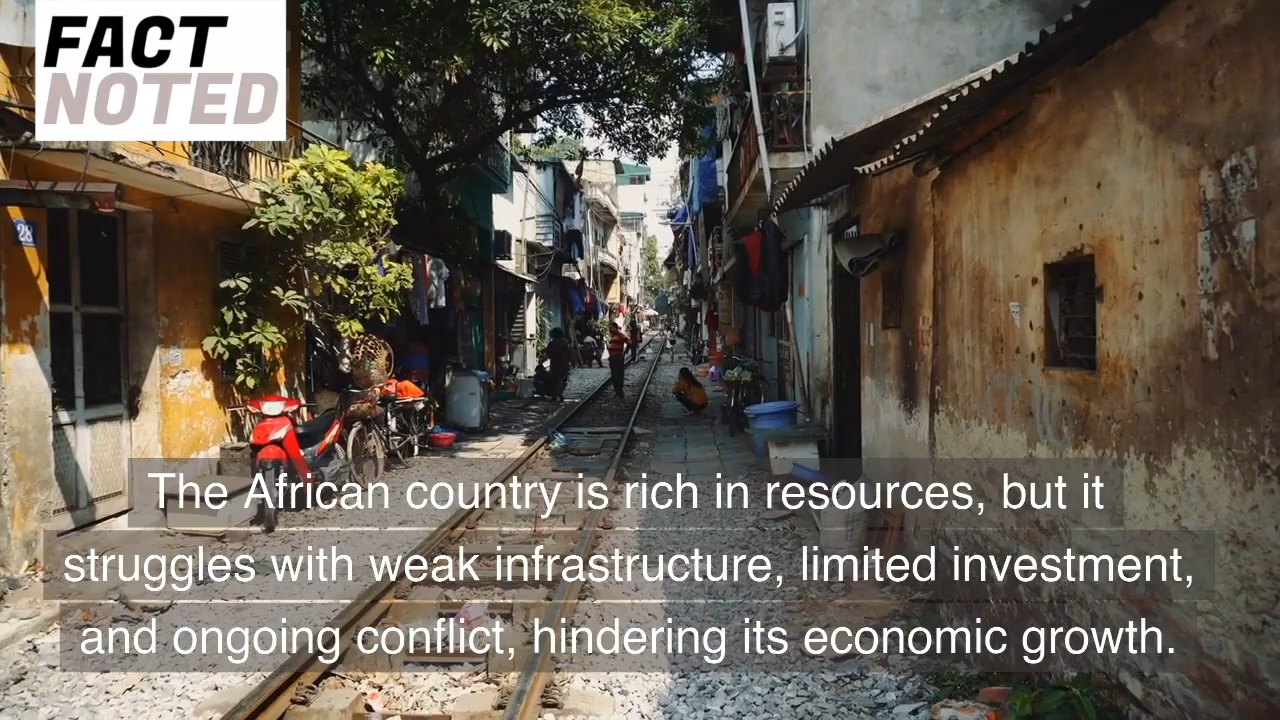 FACT
NOTED
28
The African country is rich in resources, but it
struggles with weak infrastructure, limited investment,
and ongoing conflict, hindering its economic growth.